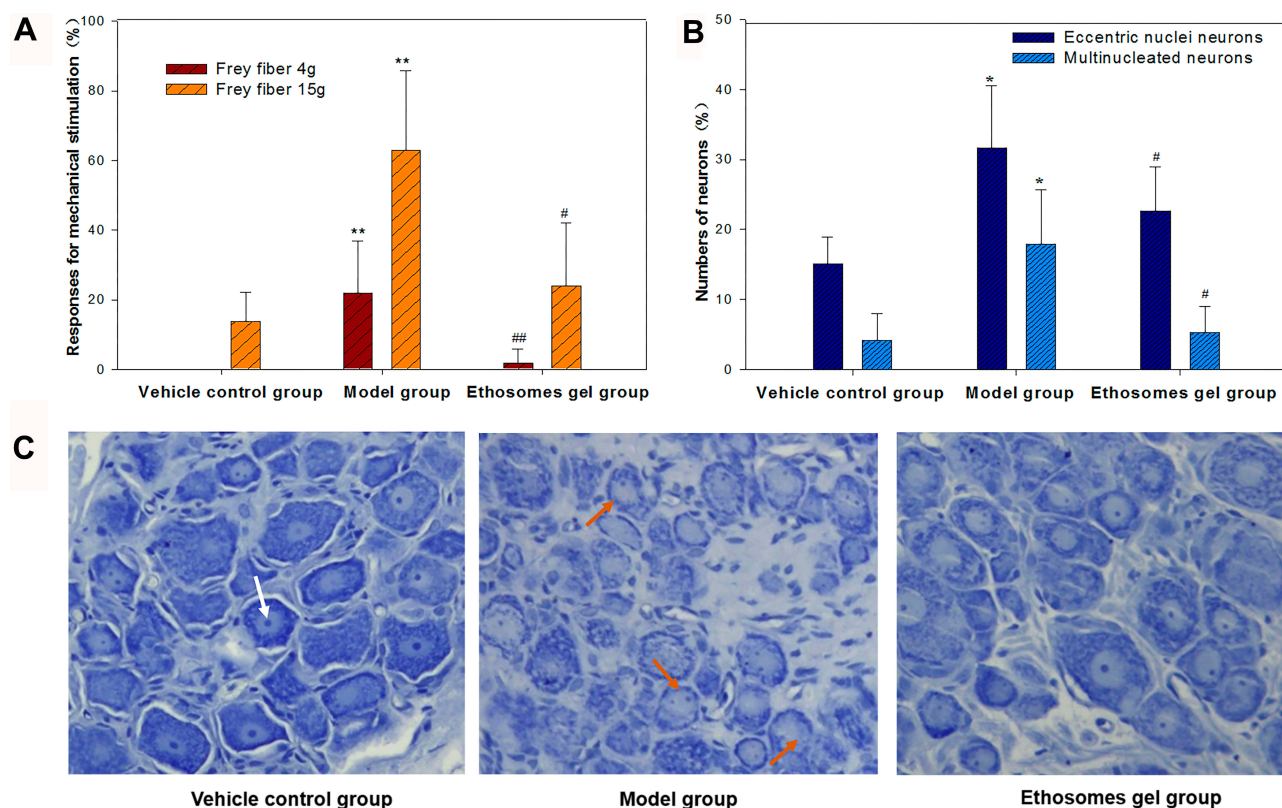 A
Responses for mechanical stimulation (%)
100
80
60
40
20
0
Frey fiber 4g
Frey fiber 15g
**
**
##
#
Vehicle control group
Model group
Ethosomes gel group
B
Numbers of neurons (%)
50
40
30
20
10
0
Eccentric nuclei neurons
Multinucleated neurons
*
*
#
#
Vehicle control group
Model group
Ethosomes gel group
C
Vehicle control group
Model group
Ethosomes gel group